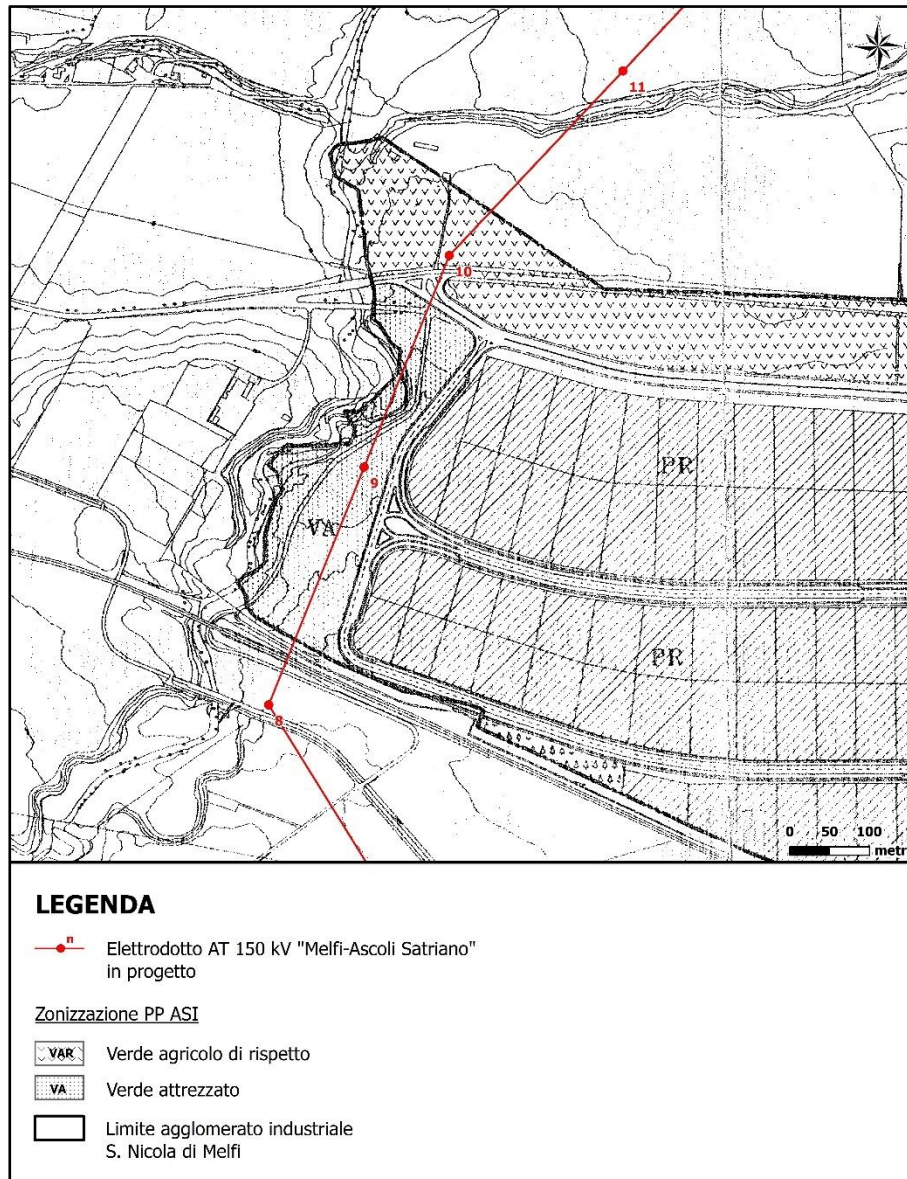 N
W
11
10
9
VA
PR
PR
8
0 50 100
metr
LEGENDA
n
Elettrodotto AT 150 kV "Melfi-Ascoli Satriano"
in progetto
Zonizzazione PP ASI
VAR Verde agricolo di rispetto
VA Verde attrezzato
Limite agglomerato industriale
S. Nicola di Melfi